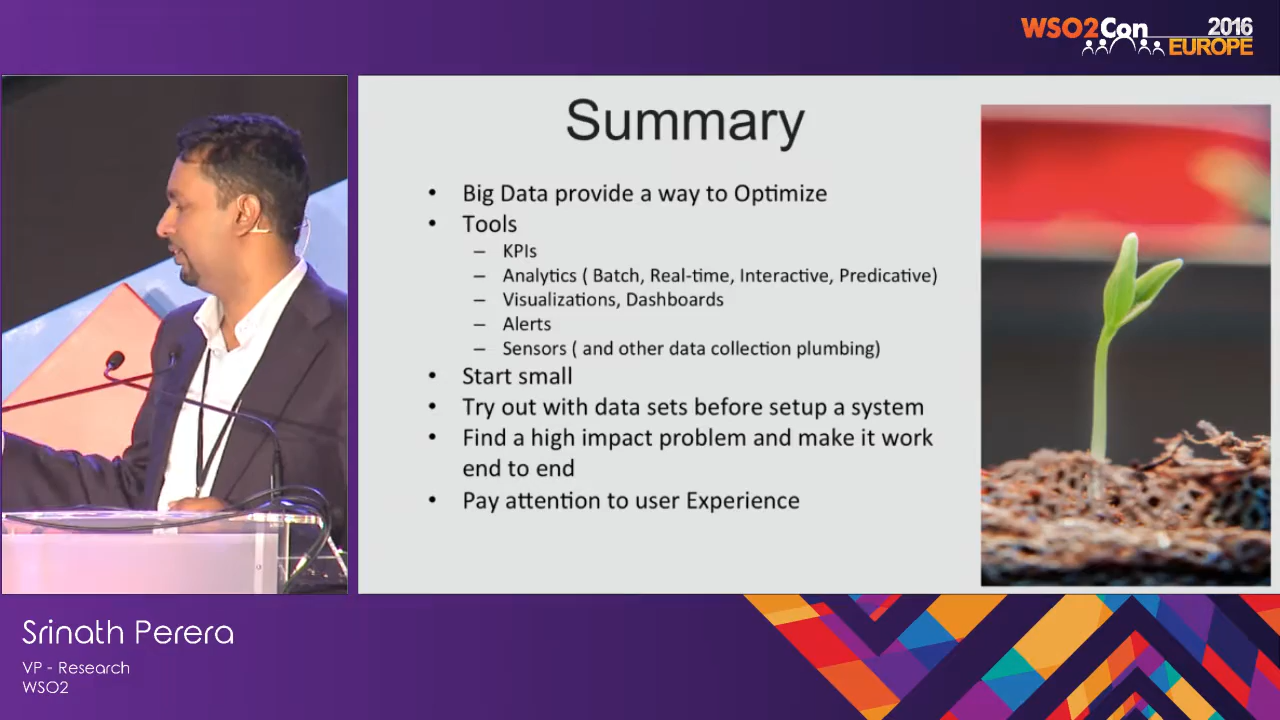 WSO2Con 2016
EUROPE
Summary
• Big Data provide a way to Optimize
• Tools
– KPIs
– Analytics ( Batch, Real-time, Interactive, Predicative)
– Visualizations, Dashboards
– Alerts
– Sensors ( and other data collection plumbing)
• Start small
• Try out with data sets before setup a system
• Find a high impact problem and make it work
end to end
• Pay attention to user Experience
Srinath Perera
VP - Research
WSO2